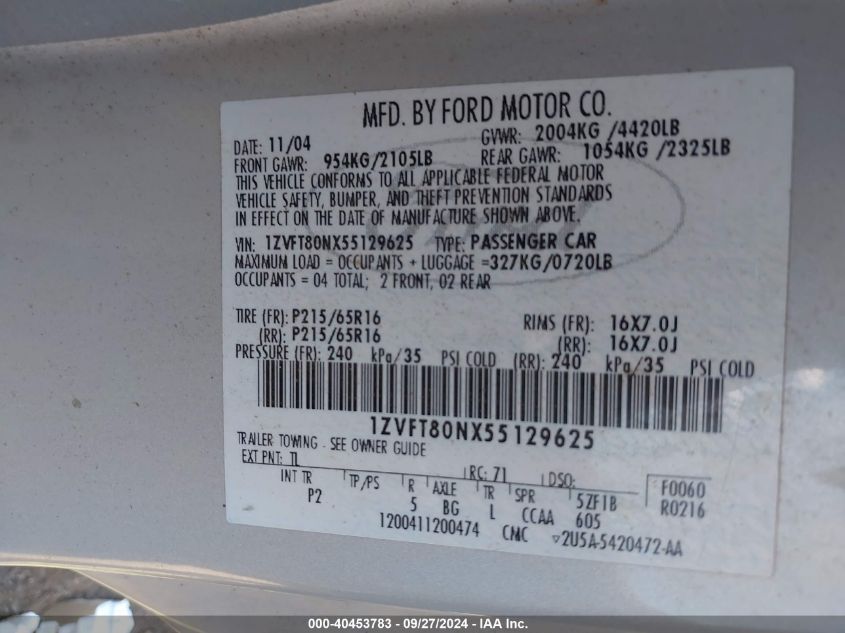 MFD. BY FORD MOTOR CO.
DATE: 11/04 GVWR: 2004KG /4420LB
FRONT GAWR: 954KG/2105LB REAR GAWR: 1054KG /2325LB
THIS VEHICLE CONFORMS TO ALL APPLICABLE FEDERAL MOTOR
VEHICLE SAFETY, BUMPER, AND THEFT PREVENTION STANDARDS
IN EFFECT ON THE DATE OF MANUFACTURE SHOWN ABOVE.
VIN: 1ZVFT80NX55129625 TYPE: PASSENGER CAR
MAXIMUM LOAD = OCCUPANTS + LUGGAGE =327KG/0720LB
OCCUPANTS = 04 TOTAL; 2 FRONT, 02 REAR
TIRE (FR): P215/65R16 RIMS (FR): 16X7.0J
(RR): P215/65R16 (RR): 16X7.0J
PRESSURE (FR): 240 kPa/35 PSI COLD (RR): 240 kPa/35 PSI COLD
1ZVFT80NX55129625
TRAILER TOWING - SEE OWNER GUIDE
EXT PNT: TL RC: 71 DSO: F0060
INT TR TP/PS R AXLE TR SPR 5ZF1B R0216
P2 5 BG L CCAA 605
1200411200474 CMC ▽2U5A-5420472-AA
000-40453783 - 09/27/2024 - IAA Inc.